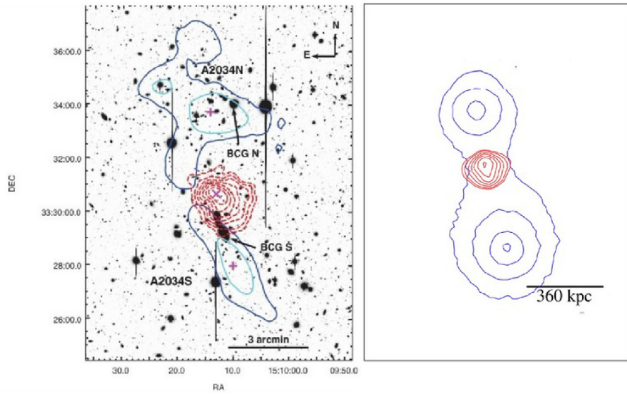 N
E
A2034N
BCG N
BCG S
A2034S
3 arcmin
36:00.0
34:00.0
32:00.0
33:30:00.0
28:00.0
26:00.0
DEC
30.0 20.0 10.0 15:10:00.0 09:50.0
RA
360 kpc